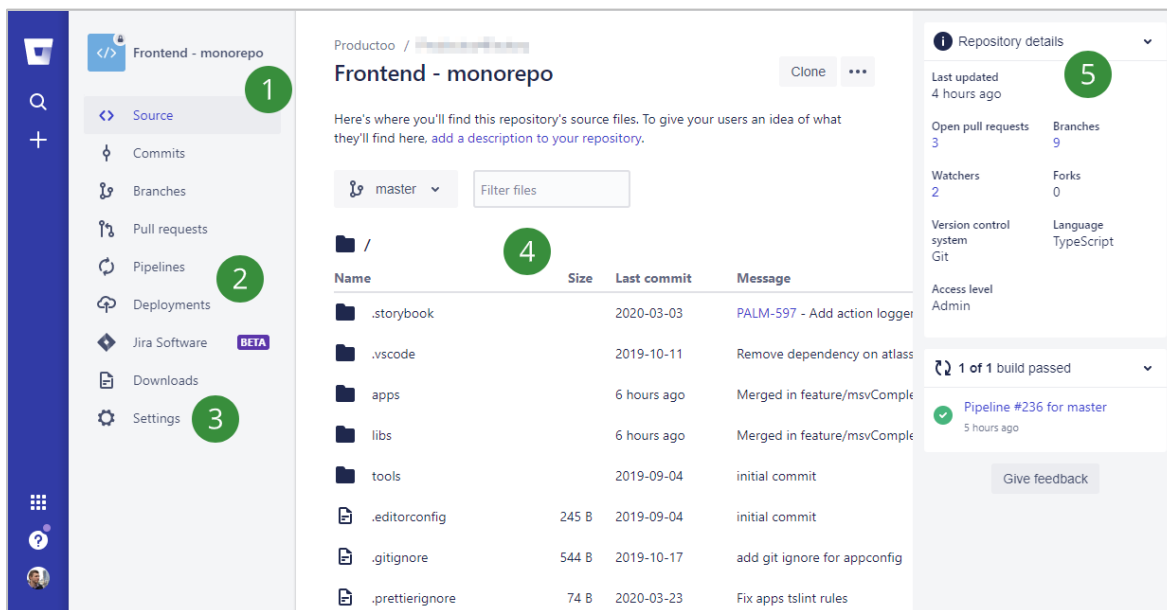 </> Frontend - monorepo
1
Source
Commits
Branches
Pull requests
Pipelines
2
Deployments
Jira Software BETA
Downloads
Settings 3
Productoo /
Frontend - monorepo
Clone
Here's where you'll find this repository's source files. To give your users an idea of what
they'll find here, add a description to your repository.
master Filter files
/
4
Name Size Last commit Message
.storybook 2020-03-03 PALM-597 - Add action logger
.vscode 2019-10-11 Remove dependency on atlass
apps 6 hours ago Merged in feature/msvComple
libs 6 hours ago Merged in feature/msvComple
tools 2019-09-04 initial commit
.editorconfig 245 B 2019-09-04 initial commit
.gitignore 544 B 2019-10-17 add git ignore for appconfig
.prettierignore 74 B 2020-03-23 Fix apps tslint rules
Repository details
5
Last updated
4 hours ago
Open pull requests Branches
3 9
Watchers Forks
2 0
Version control Language
system TypeScript
Git
Access level
Admin
1 of 1 build passed
Pipeline #236 for master
5 hours ago
Give feedback